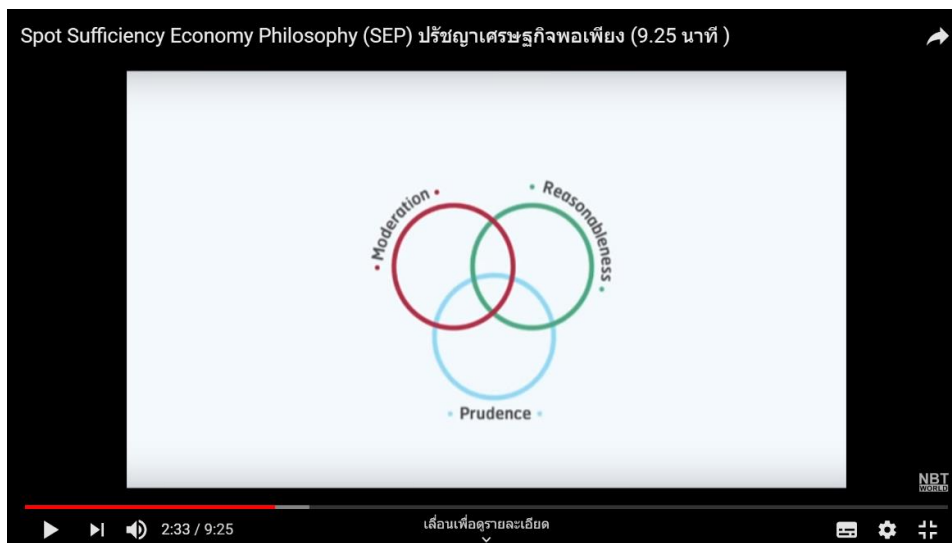 Spot Sufficiency Economy Philosophy (SEP) ปรัชญาเศรษฐกิจพอเพียง (9.25 นาที )
Moderation
Reasonableness
Prudence
NBT
WORLD
2:33 / 9:25
เลื่อนเพื่อดูรายละเอียด